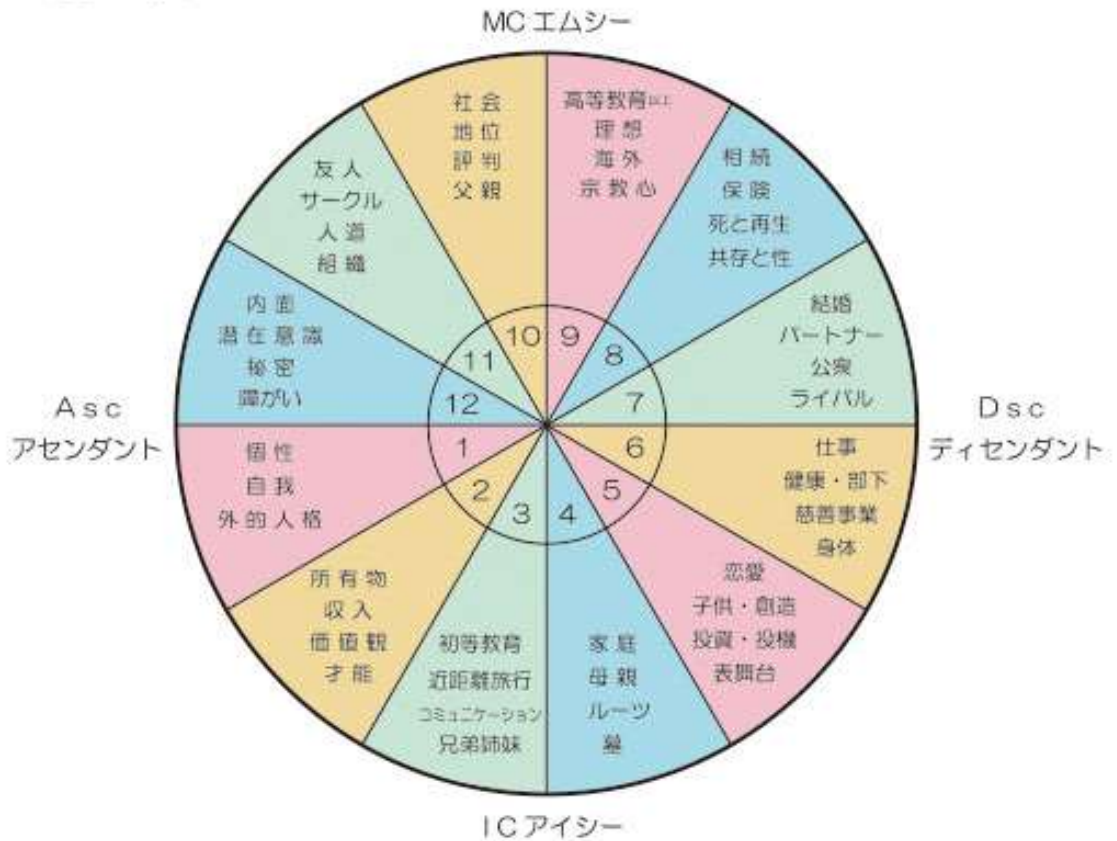 MC エムシー
社会
地位
評判
父親
高等教育以上
理想
海外
宗教心
友人
サークル
人道
組織
相続
保険
死と再生
共存と性
内面
潜在意識
秘密
障がい
結婚
パートナー
公衆
ライバル
10
9
11
8
12
7
1
6
2
5
3
4
Asc
アセンダント
Dsc
ディセンダント
個性
自我
外的人格
仕事
健康・部下
慈善事業
身体
所有物
収入
価値観
才能
恋愛
子供・創造
投資・投機
表舞台
初等教育
近距離旅行
コミュニケーション
兄弟姉妹
家庭
母親
ルーツ
墓
IC アイシー